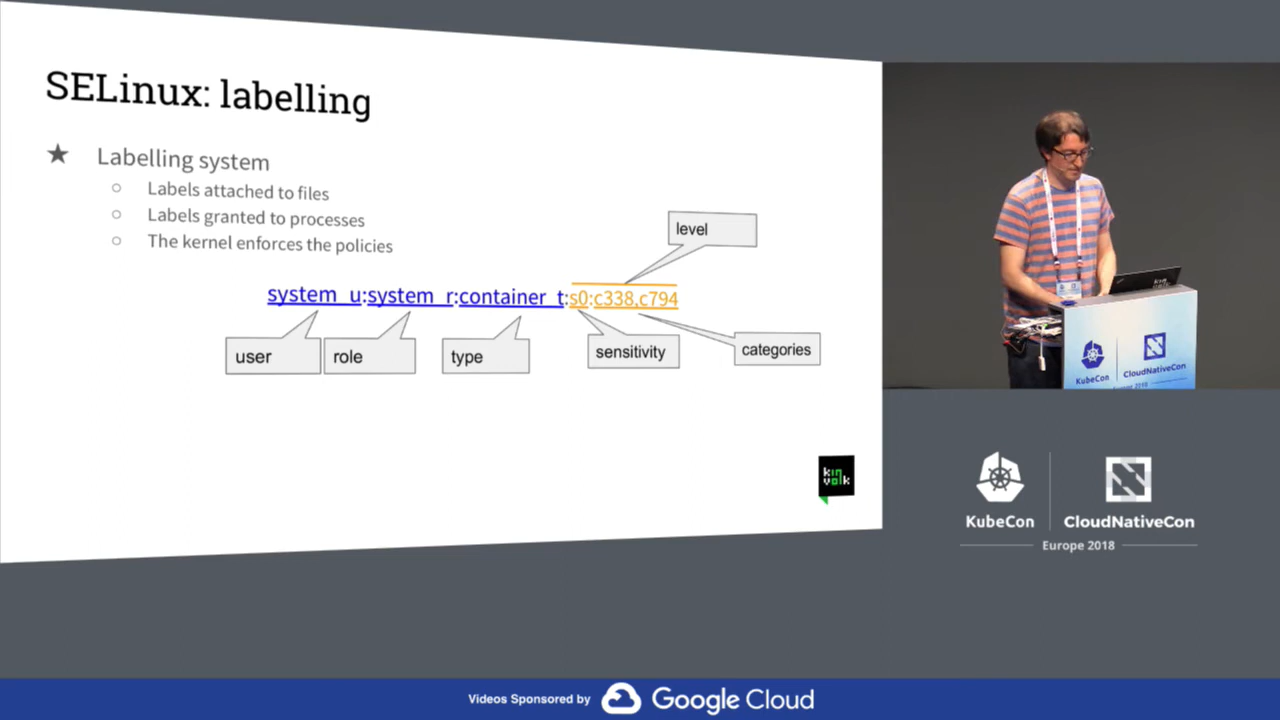 SELinux: labelling
★ Labelling system
○ Labels attached to files
○ Labels granted to processes
○ The kernel enforces the policies
level
system_u:system_r:container_t:s0:c338,c794
user
role
type
sensitivity
categories
kin
volk
KubeCon
CloudNativeCon
Europe 2018
KubeCon
CloudNativeCon
Europe 2018
Videos Sponsored by Google Cloud